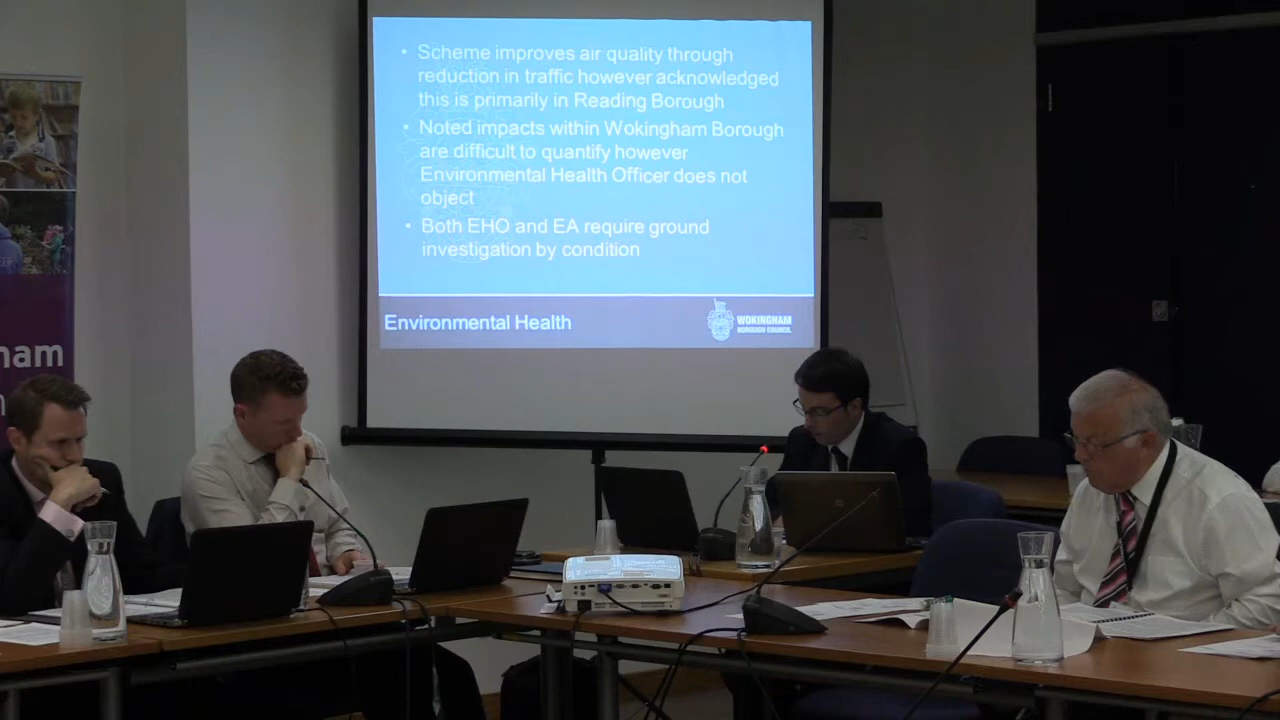 • Scheme improves air quality through
reduction in traffic however acknowledged
this is primarily in Reading Borough
• Noted impacts within Wokingham Borough
are difficult to quantify however
Environmental Health Officer does not
object
• Both EHO and EA require ground
investigation by condition
Environmental Health
WOKINGHAM
BOROUGH COUNCIL
ham